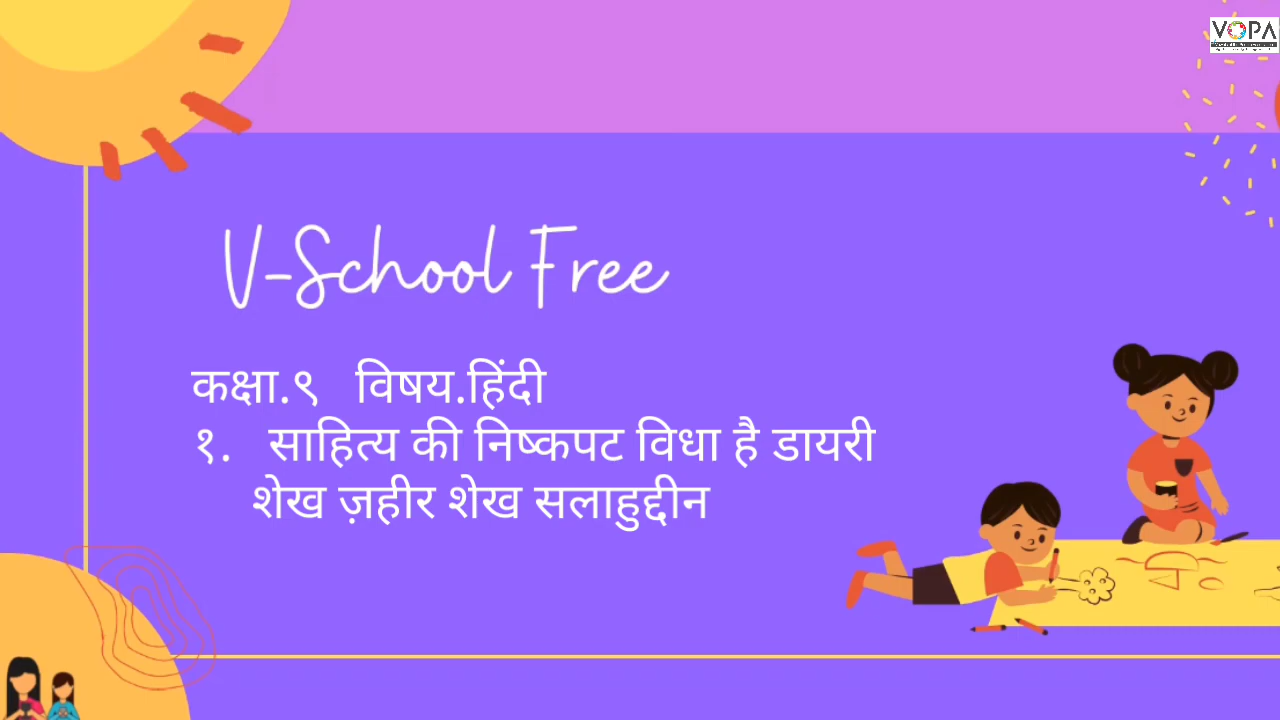 VOPA
V-School Free
कक्षा.९ विषय.हिंदी
१. साहित्य की निष्कपट विधा है डायरी
शेख ज़हीर शेख सलाहुद्दीन